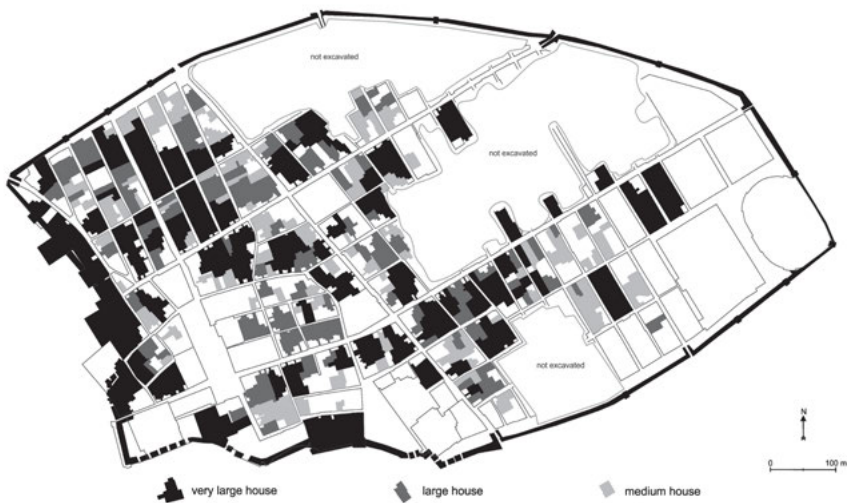 not excavated
not excavated
not excavated
N
0 100 m
very large house large house medium house